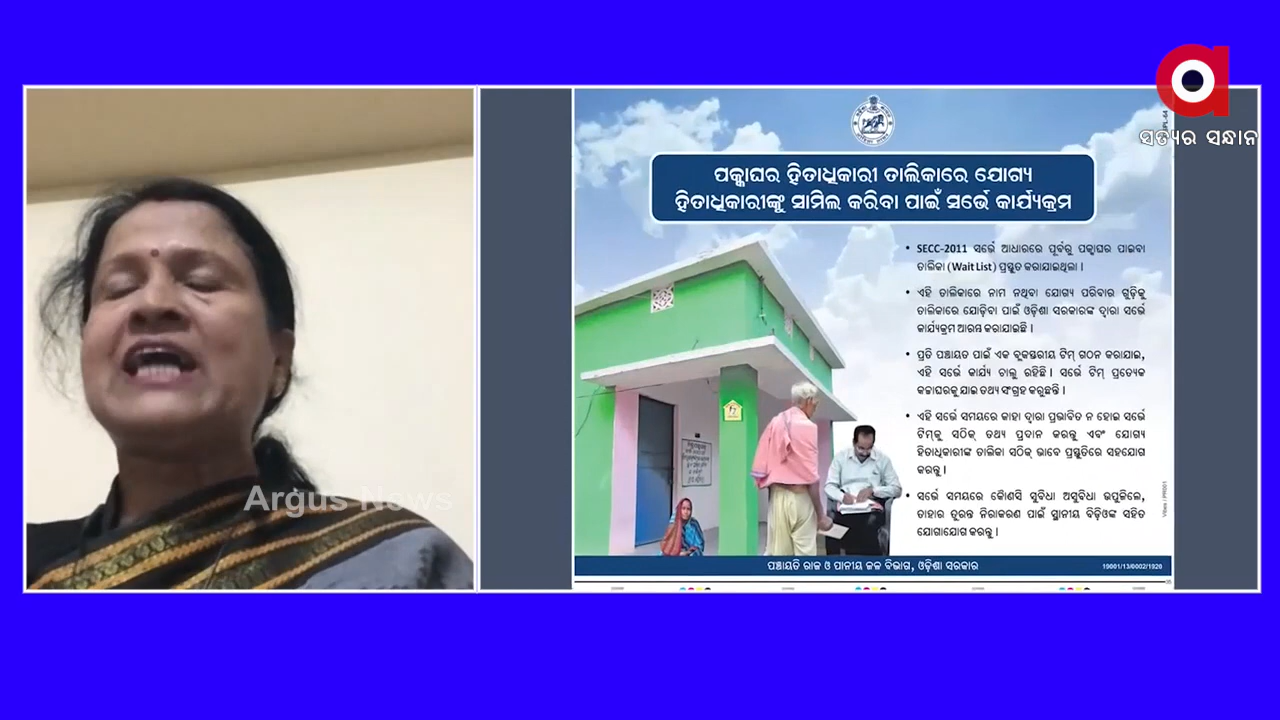 ସତ୍ୟର ସନ୍ଧାନ
Argus News
ପକ୍କାଘର ହିତାଧିକାରୀ ତାଲିକାରେ ଯୋଗ୍ୟ
ହିତାଧିକାରୀଙ୍କୁ ସାମିଲ କରିବା ପାଇଁ ସର୍ଭେ କାର୍ଯ୍ୟକ୍ରମ
• SECC-2011 ସର୍ଭେ ଆଧାରରେ ପୂର୍ବରୁ ପକ୍କାଘର ପାଇବା
ତାଲିକା (Wait List) ପ୍ରସ୍ତୁତ କରାଯାଇଥିଲା ।
• ଏହି ତାଲିକାରେ ନାମ ନଥିବା ଯୋଗ୍ୟ ପରିବାର ଗୁଡ଼ିକୁ
ତାଲିକାରେ ଯୋଡ଼ିବା ପାଇଁ ଓଡ଼ିଶା ସରକାରଙ୍କ ଦ୍ୱାରା ସର୍ଭେ
କାର୍ଯ୍ୟକ୍ରମ ଆରମ୍ଭ କରାଯାଇଛି ।
• ପ୍ରତି ପଞ୍ଚାୟତ ପାଇଁ ଏକ ବ୍ଲକସ୍ତରୀୟ ଟିମ୍ ଗଠନ କରାଯାଇ,
ଏହି ସର୍ଭେ କାର୍ଯ୍ୟ ଚାଲୁ ରହିଛି । ସର୍ଭେ ଟିମ୍ ପ୍ରତ୍ୟେକ
କଚ୍ଚାଘରକୁ ଯାଇ ତଥ୍ୟ ସଂଗ୍ରହ କରୁଛନ୍ତି ।
• ଏହି ସର୍ଭେ ସମୟରେ କାହା ଦ୍ୱାରା ପ୍ରଭାବିତ ନ ହୋଇ ସର୍ଭେ
ଟିମ୍‌କୁ ସଠିକ୍ ତଥ୍ୟ ପ୍ରଦାନ କରନ୍ତୁ ଏବଂ ଯୋଗ୍ୟ
ହିତାଧିକାରୀଙ୍କ ତାଲିକା ସଠିକ୍ ଭାବେ ପ୍ରସ୍ତୁତିରେ ସହଯୋଗ
କରନ୍ତୁ ।
• ସର୍ଭେ ସମୟରେ କୌଣସି ସୁବିଧା ଅସୁବିଧା ଉପୁଜିଲେ,
ତାହାର ତୁରନ୍ତ ନିରାକରଣ ପାଇଁ ସ୍ଥାନୀୟ ବିଡ଼ିଓଙ୍କ ସହିତ
ଯୋଗାଯୋଗ କରନ୍ତୁ ।
ପଞ୍ଚାୟତି ରାଜ ଓ ପାନୀୟ ଜଳ ବିଭାଗ, ଓଡ଼ିଶା ସରକାର
19001/13/0002/1920